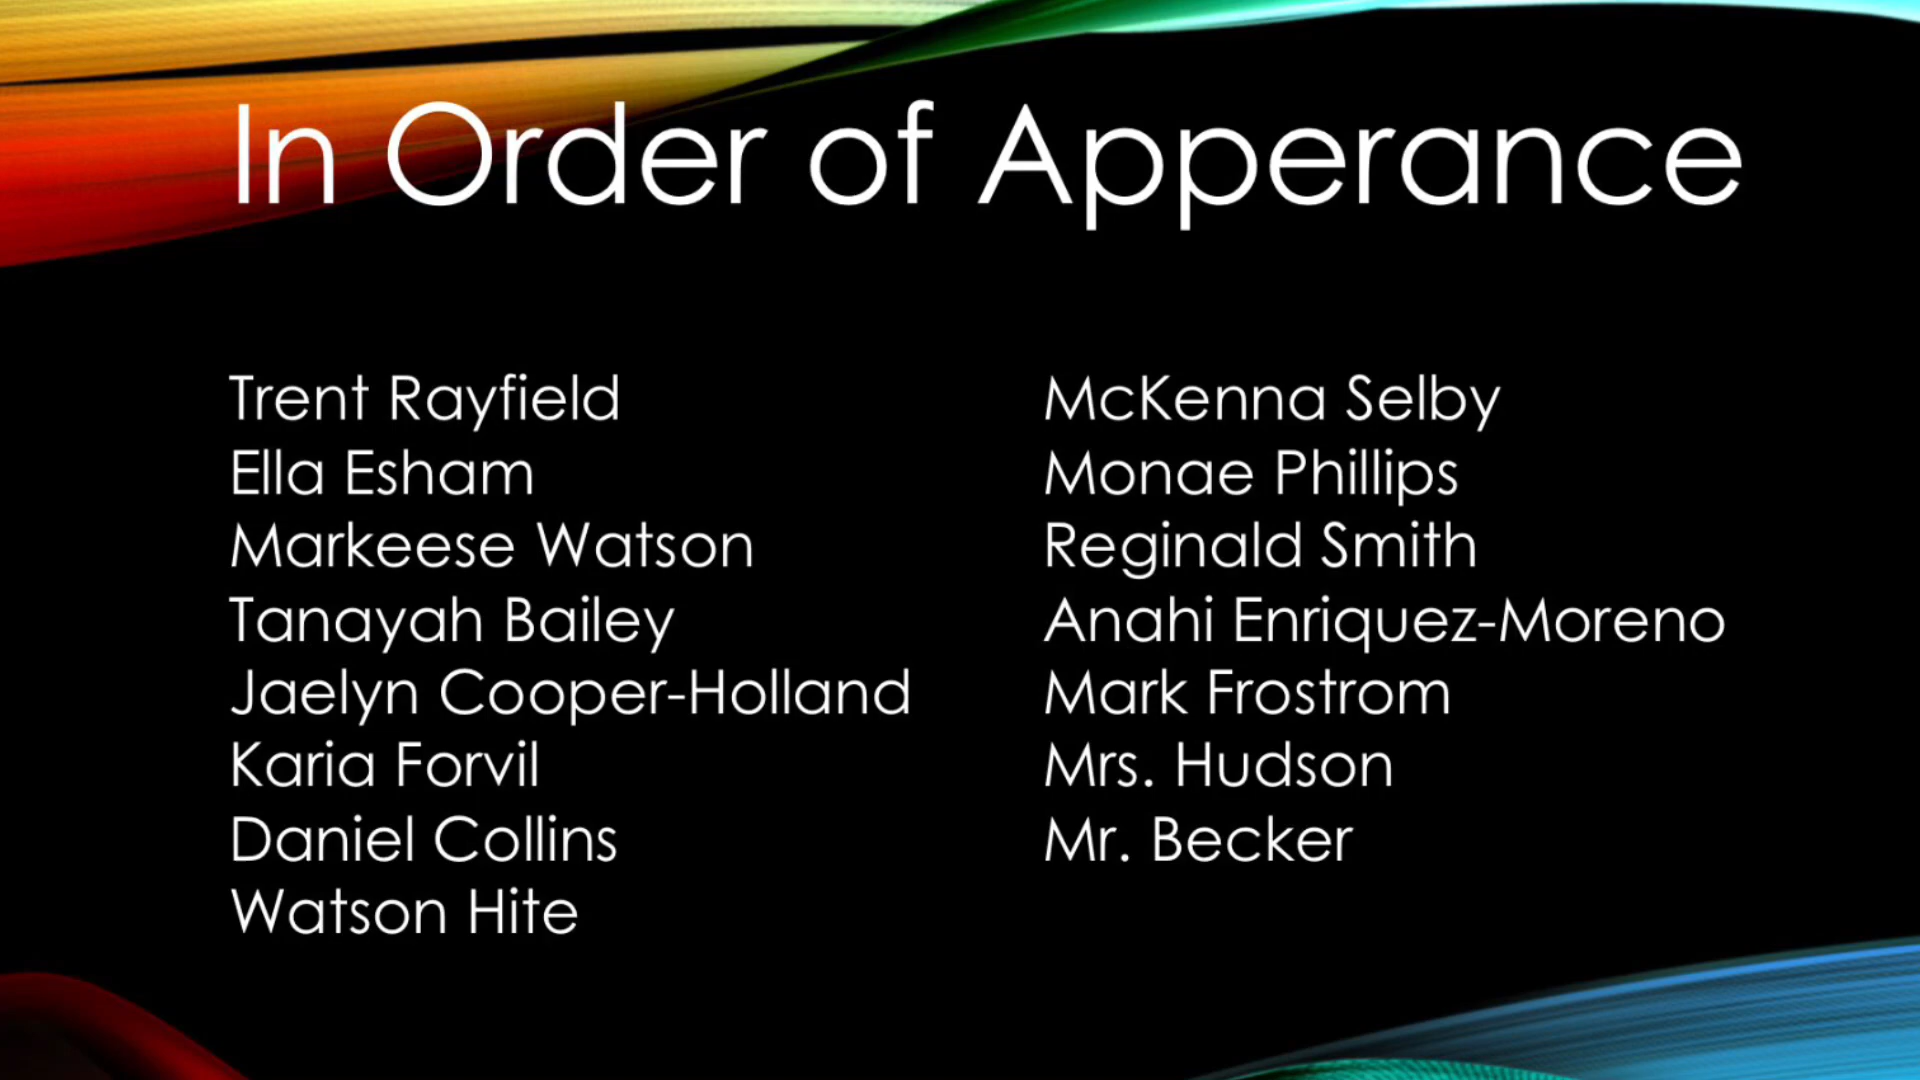 In Order of Apperance
Trent Rayfield
Ella Esham
Markeese Watson
Tanayah Bailey
Jaelyn Cooper-Holland
Karia Forvil
Daniel Collins
Watson Hite
McKenna Selby
Monae Phillips
Reginald Smith
Anahi Enriquez-Moreno
Mark Frostrom
Mrs. Hudson
Mr. Becker